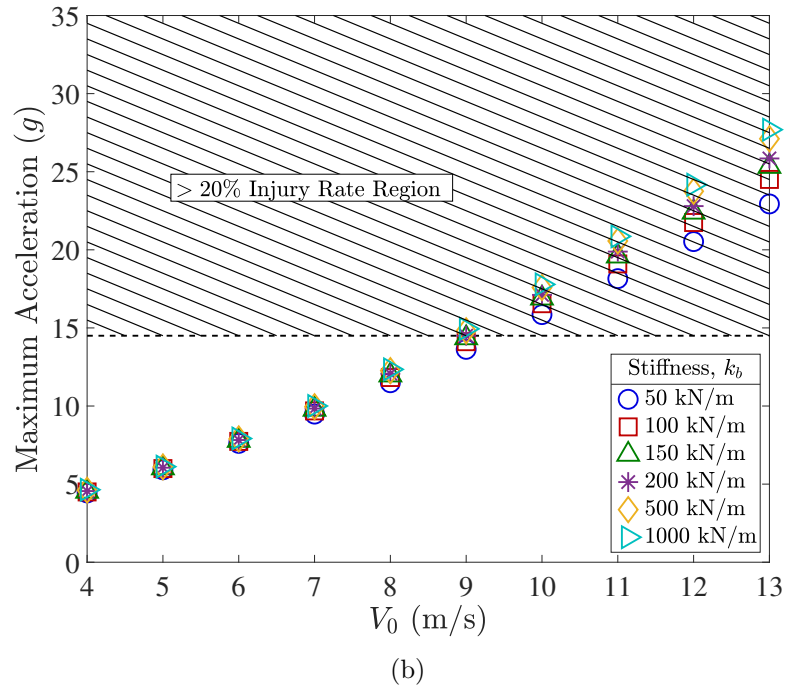 35
30
25
20
15
10
5
0
Maximum Acceleration (g)
> 20% Injury Rate Region
Stiffness, k_b
50 kN/m
100 kN/m
150 kN/m
200 kN/m
500 kN/m
1000 kN/m
4 5 6 7 8 9 10 11 12 13
V_0 (m/s)
(b)